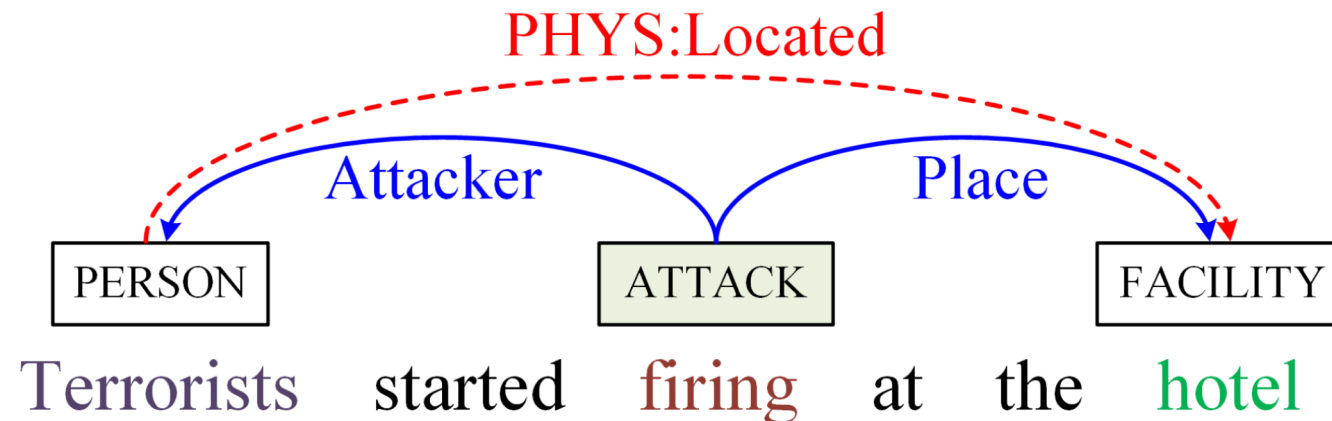 PHYS:Located
Attacker Place
PERSON ATTACK FACILITY
Terrorists started firing at the hotel